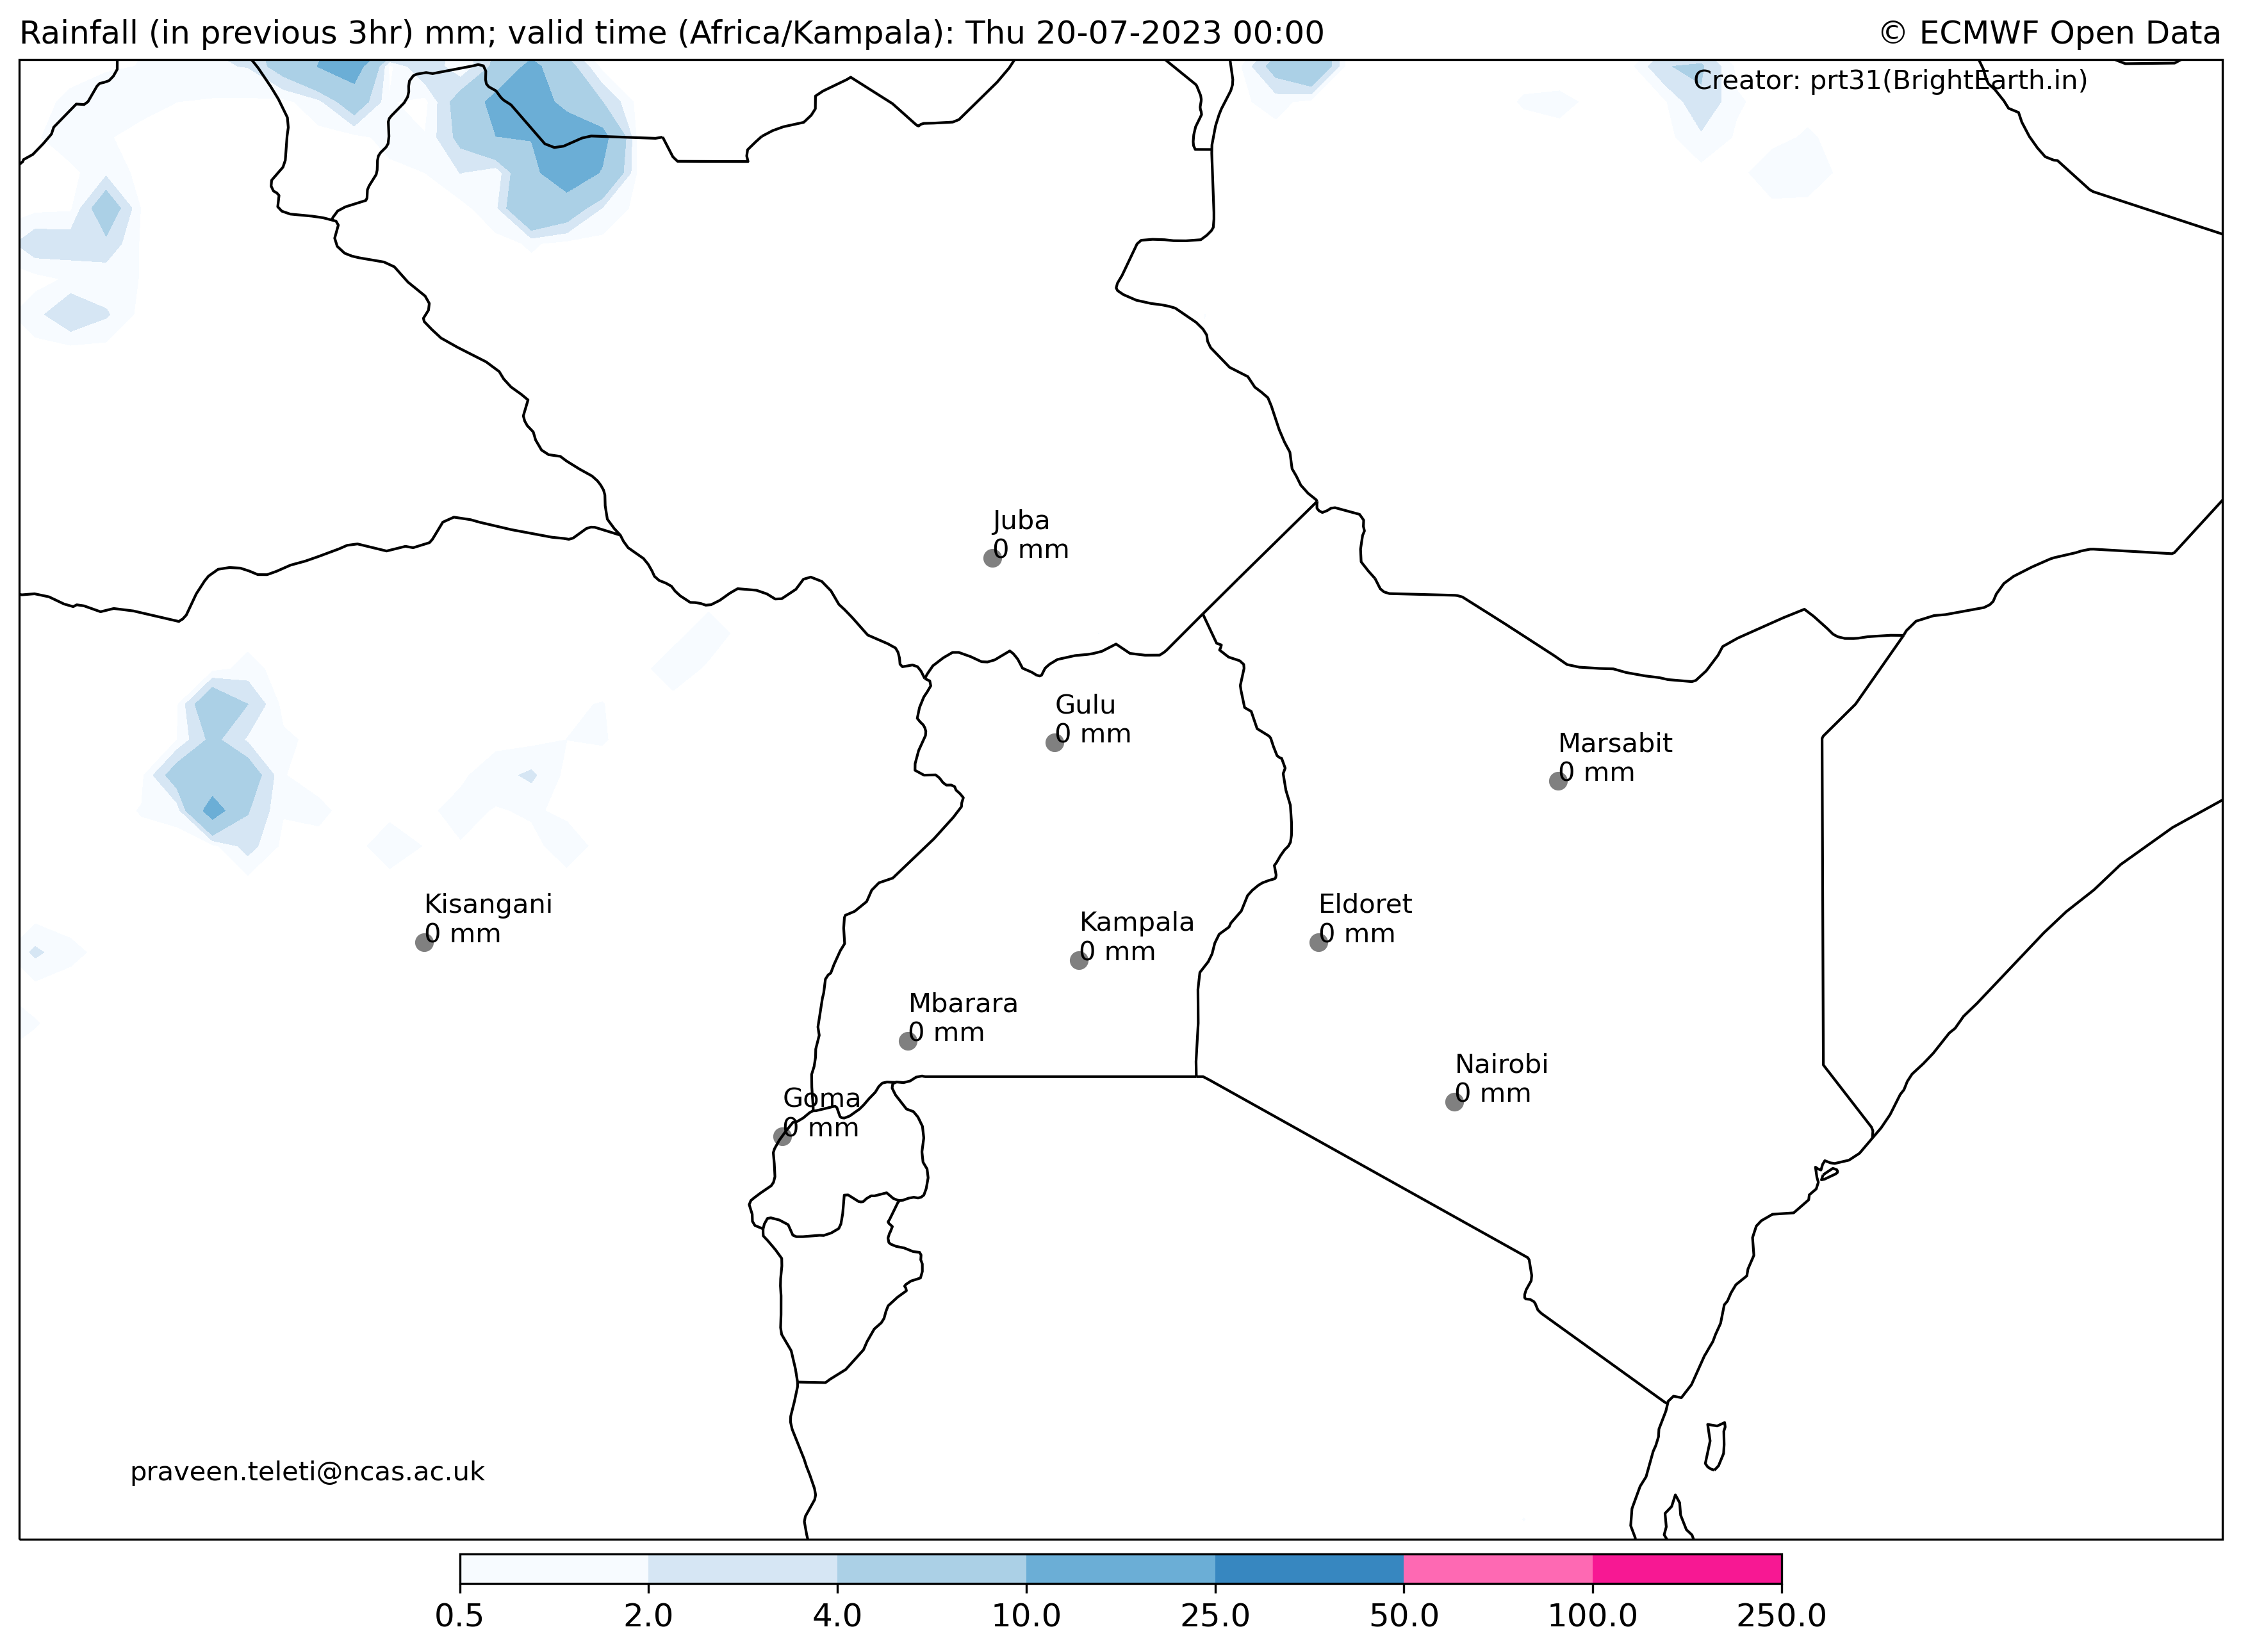 Rainfall (in previous 3hr) mm; valid time (Africa/Kampala): Thu 20-07-2023 00:00
© ECMWF Open Data
Creator: prt31(BrightEarth.in)
Juba
0 mm
Gulu
0 mm
Marsabit
0 mm
Kisangani
0 mm
Eldoret
0 mm
Kampala
0 mm
Mbarara
0 mm
Nairobi
0 mm
Goma
0 mm
praveen.teleti@ncas.ac.uk
0.5 2.0 4.0 10.0 25.0 50.0 100.0 250.0